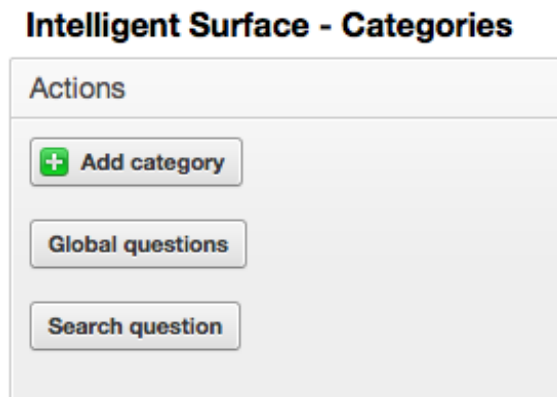 Intelligent Surface - Categories
Actions
Add category
Global questions
Search question